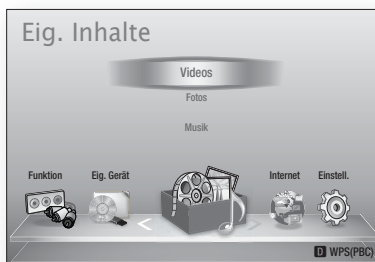 Eig. Inhalte
Videos
Fotos
Musik
Funktion Eig. Gerät Internet Einstell.
D WPS(PBC)